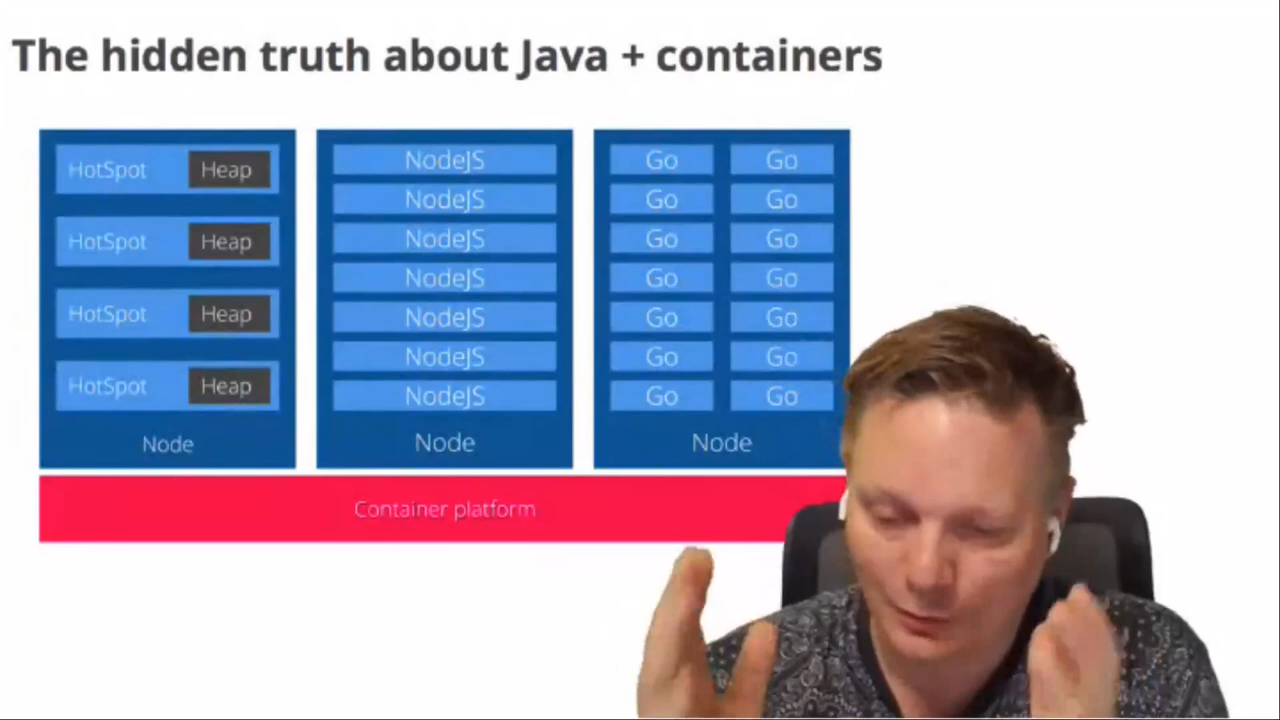 The hidden truth about Java + containers
HotSpot Heap
HotSpot Heap
HotSpot Heap
HotSpot Heap
Node
NodeJS
NodeJS
NodeJS
NodeJS
NodeJS
NodeJS
NodeJS
Node
Go Go
Go Go
Go Go
Go Go
Go Go
Go Go
Go Go
Node
Container platform